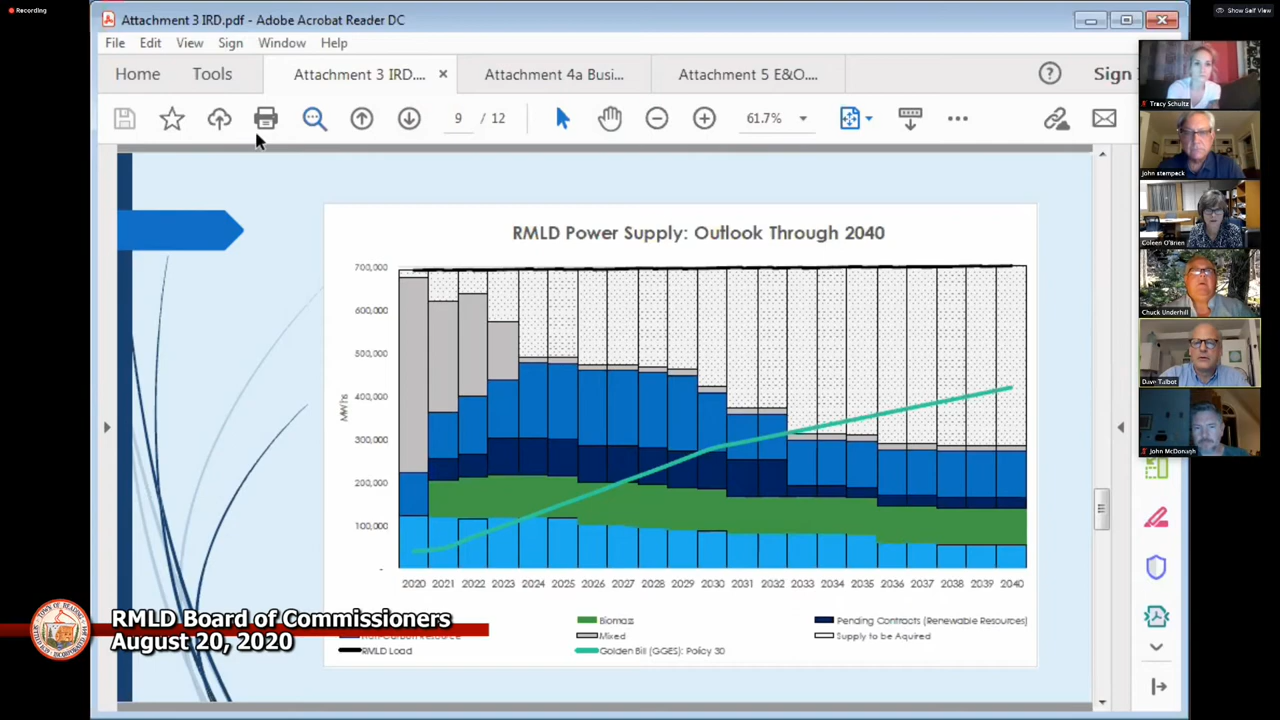 Recording
Show Self View
Attachment 3 IRD.pdf - Adobe Acrobat Reader DC
File Edit View Sign Window Help
Home Tools Attachment 3 IRD.... Attachment 4a Busi... Attachment 5 E&O.... Sign
9 / 12 61.7%
RMLD Power Supply: Outlook Through 2040
700,000
600,000
500,000
400,000
300,000
200,000
100,000
-
MWhs
2020 2021 2022 2023 2024 2025 2026 2027 2028 2029 2030 2031 2032 2033 2034 2035 2036 2037 2038 2039 2040
Biomass Pending Contracts (Renewable Resources)
Mixed Supply to be Aquired
RMLD Load Golden Bill (GGES): Policy 30
RMLD Board of Commissioners
August 20, 2020
Tracy Schultz
John stempeck
Coleen O'Brien
Chuck Underhill
Dave Talbot
John McDonagh